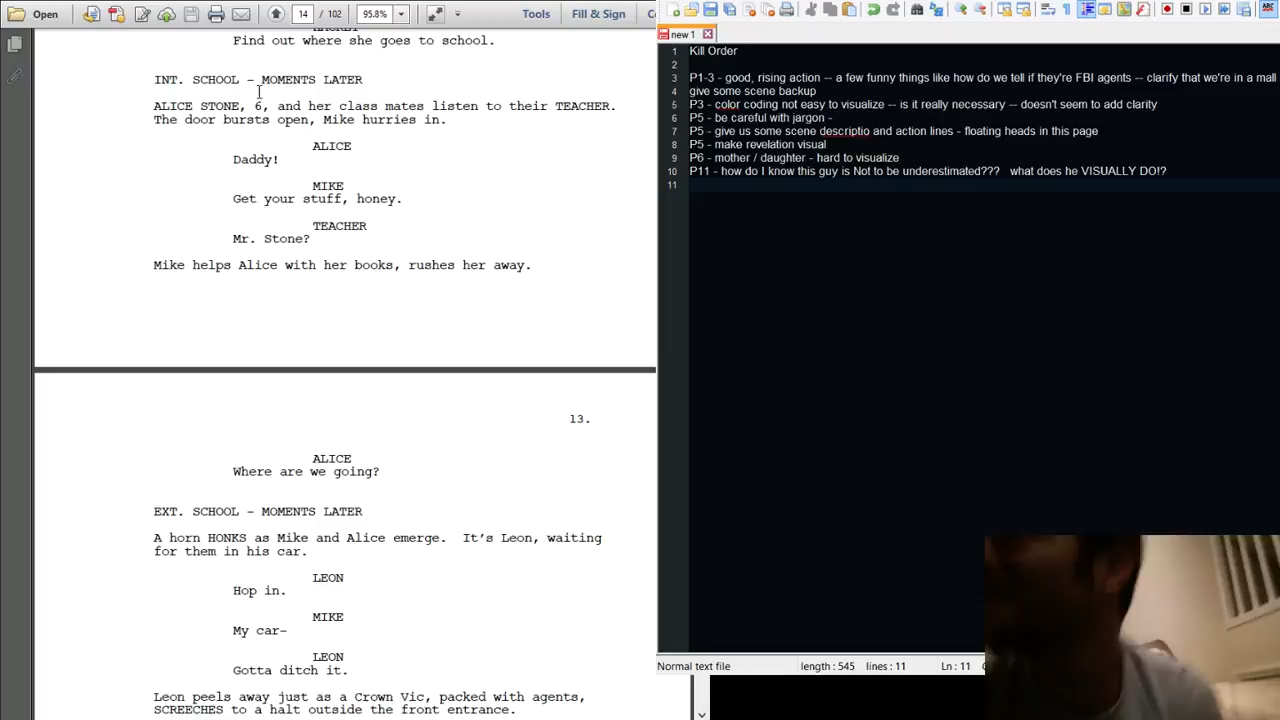 Open
14 / 102
95.8%
Tools
Fill & Sign
Find out where she goes to school.
INT. SCHOOL – MOMENTS LATER
ALICE STONE, 6, and her class mates listen to their TEACHER.
The door bursts open, Mike hurries in.
ALICE
Daddy!
MIKE
Get your stuff, honey.
TEACHER
Mr. Stone?
Mike helps Alice with her books, rushes her away.
13.
ALICE
Where are we going?
EXT. SCHOOL – MOMENTS LATER
A horn HONKS as Mike and Alice emerge. It’s Leon, waiting
for them in his car.
LEON
Hop in.
MIKE
My car–
LEON
Gotta ditch it.
Leon peels away just as a Crown Vic, packed with agents,
SCREECHES to a halt outside the front entrance.
new 1
1 Kill Order
2
3 P1-3 - good, rising action -- a few funny things like how do we tell if they're FBI agents -- clarify that we're in a mall
4 give some scene backup
5 P3 - color coding not easy to visualize -- is it really necessary -- doesn't seem to add clarity
6 P5 - be careful with jargon -
7 P5 - give us some scene descriptio and action lines - floating heads in this page
8 P5 - make revelation visual
9 P6 - mother / daughter - hard to visualize
10 P11 - how do I know this guy is Not to be underestimated??? what does he VISUALLY DO!?
11
Normal text file
length : 545
lines : 11
Ln : 11